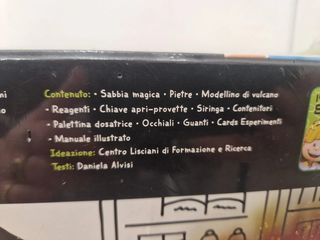 Contenuto: • Sabbia magica • Pietre • Modellino di vulcano
• Reagenti • Chiave apri-provette • Siringa • Contenitori
• Palettina dosatrice • Occhiali • Guanti • Cards Esperimenti
• Manuale illustrato
Ideazione: Centro Lisciani di Formazione e Ricerca
Testi: Daniela Alvisi